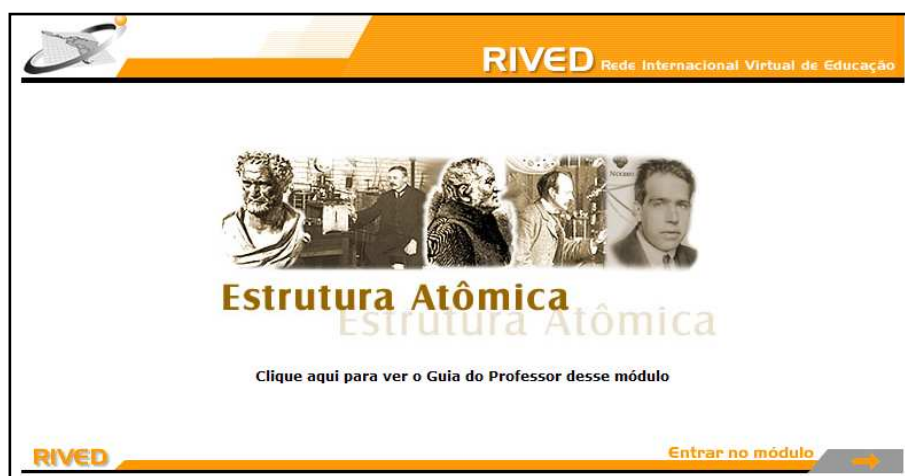 RIVED Rede Internacional Virtual de Educação
Estrutura Atômica
Estrutura Atômica
Clique aqui para ver o Guia do Professor desse módulo
RIVED
Entrar no módulo